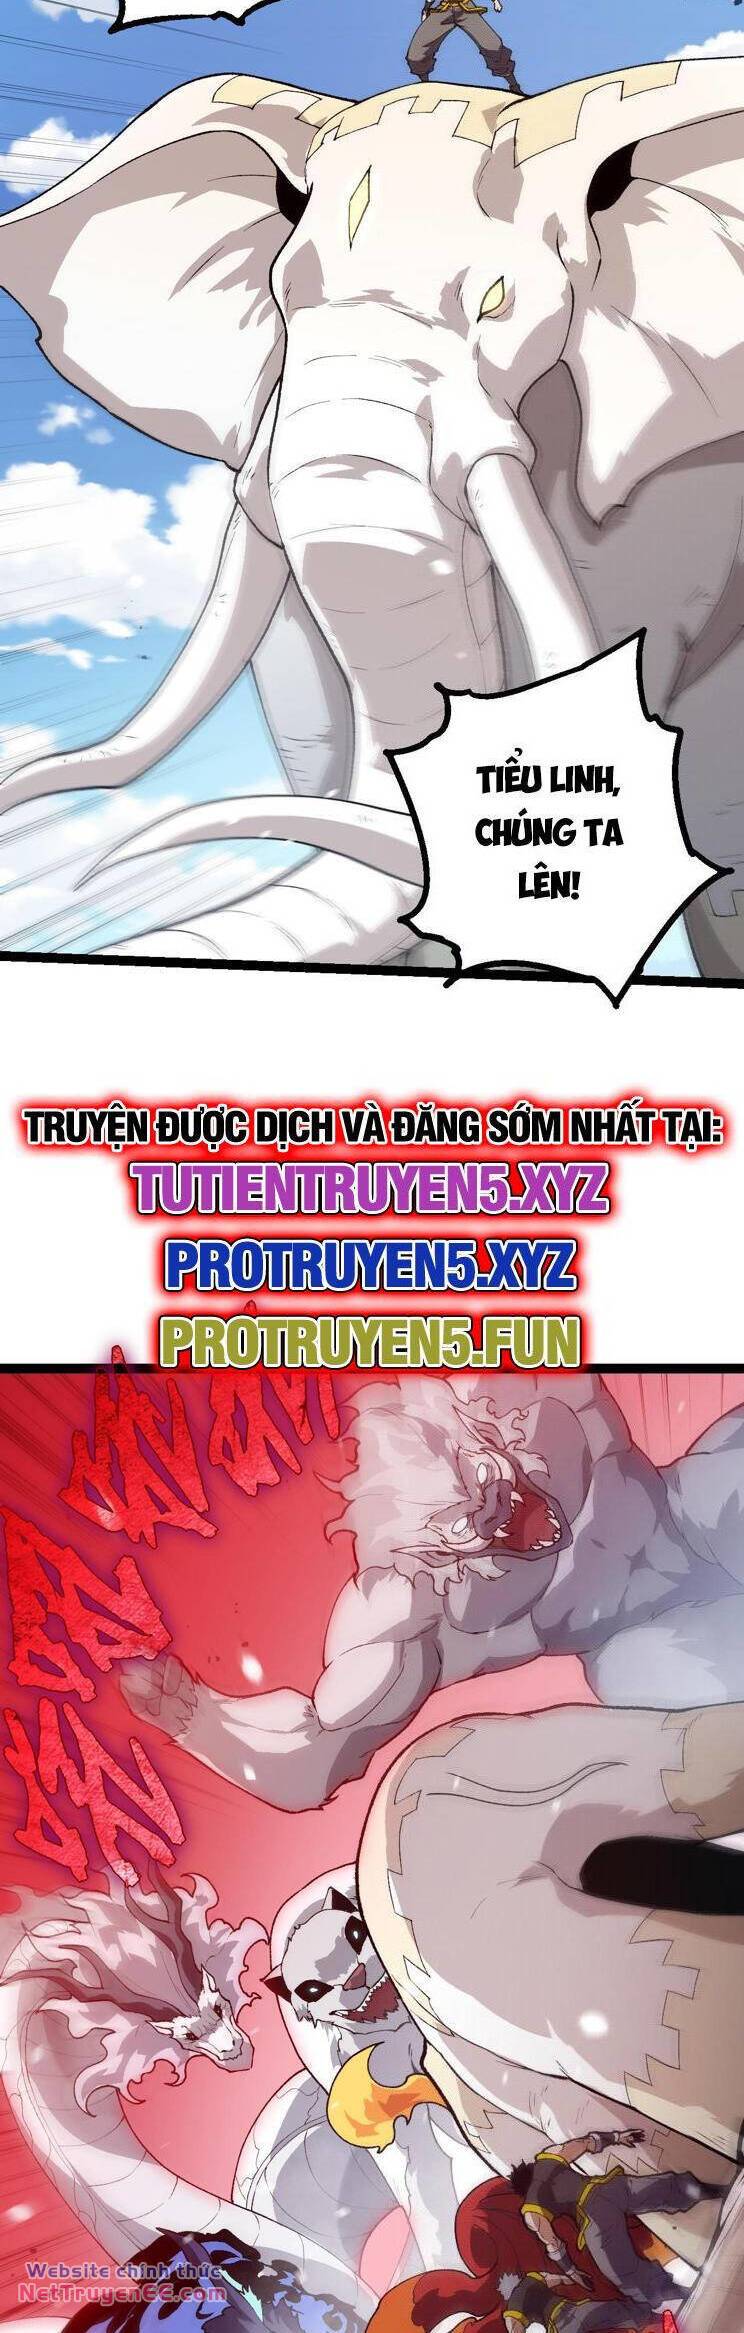 TIỂU LINH,
CHÚNG TA
LÊN!
TRUYỆN ĐƯỢC DỊCH VÀ ĐĂNG SỚM NHẤT TẠI:
TUTIENTRUYEN5.XYZ
PROTRUYEN5.XYZ
PROTRUYEN5.FUN
Website chính thức
NetTruyenCC.com